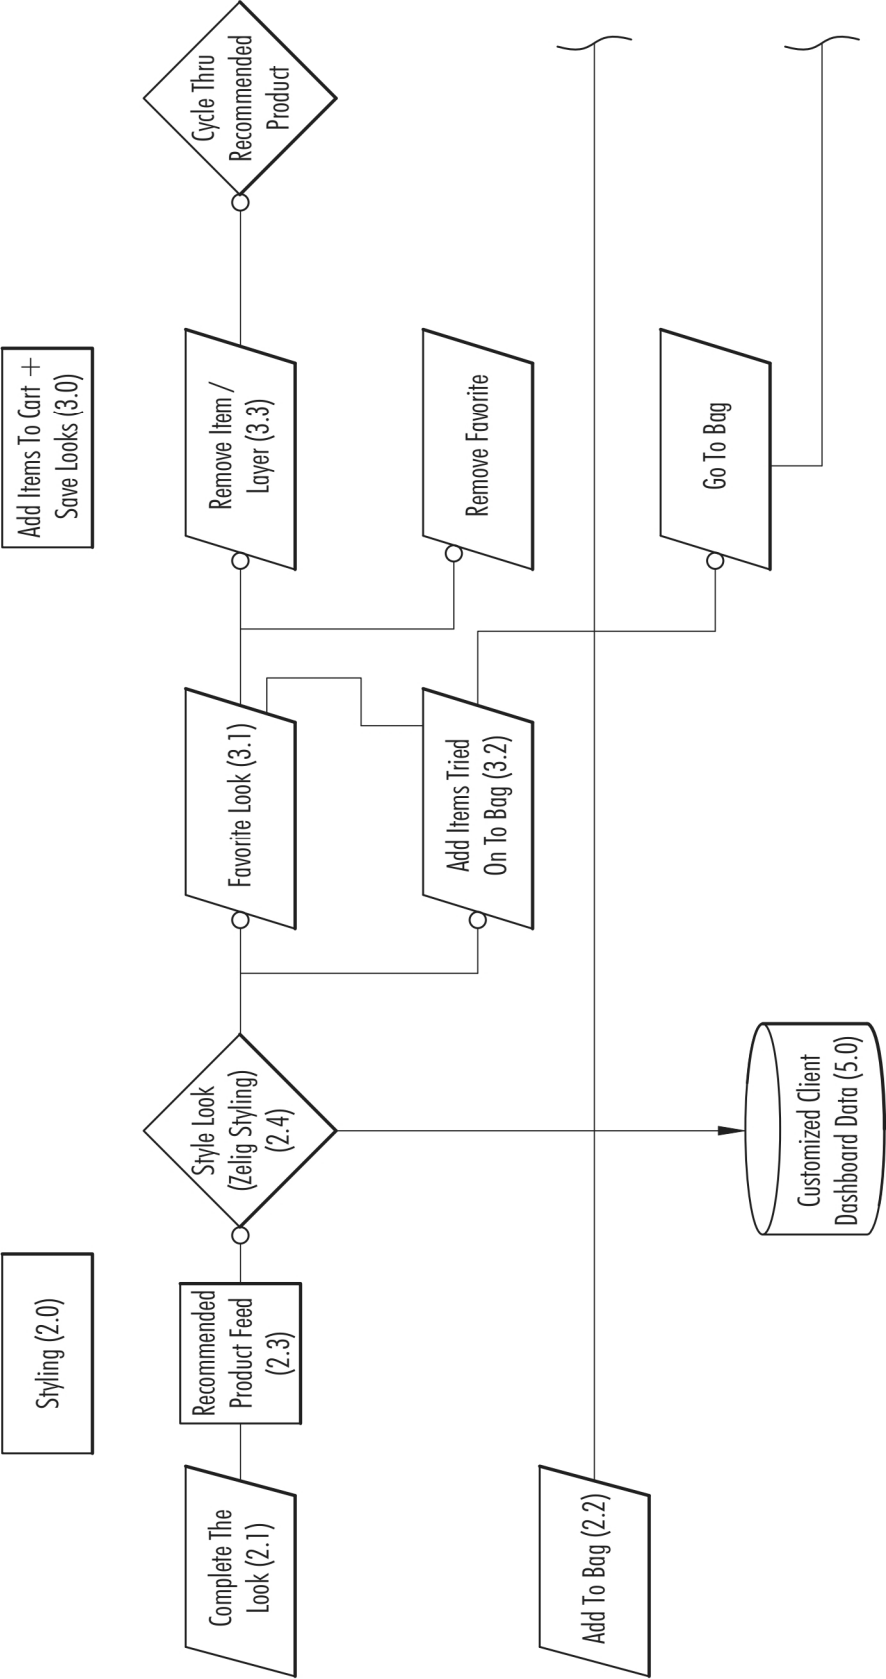 Styling (2.0)
Add Items To Cart +
Save Looks (3.0)
Complete The
Look (2.1)
Recommended
Product Feed
(2.3)
Style Look
(Zelig Styling)
(2.4)
Favorite Look (3.1)
Remove Item /
Layer (3.3)
Cycle Thru
Recommended
Product
Add Items Tried
On To Bag (3.2)
Remove Favorite
Add To Bag (2.2)
Go To Bag
Customized Client
Dashboard Data (5.0)